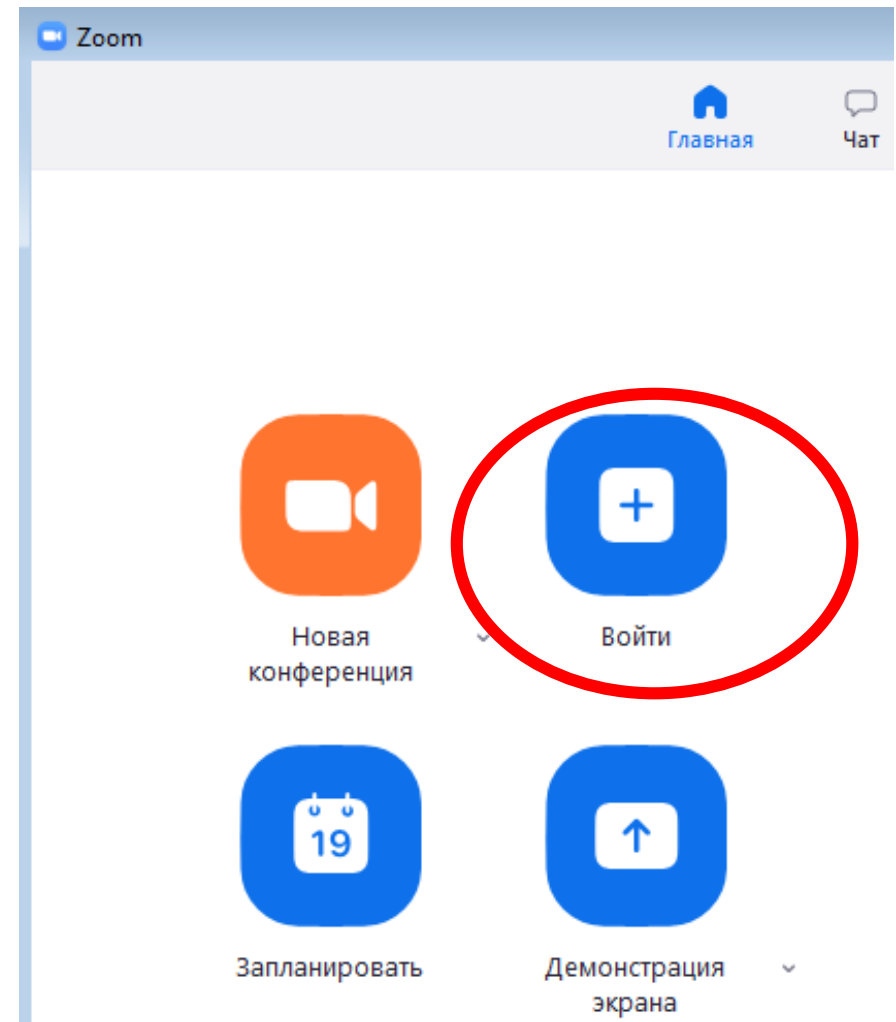 Zoom
Главная
Чат
Новая
конференция
Войти
19
Запланировать
Демонстрация
экрана